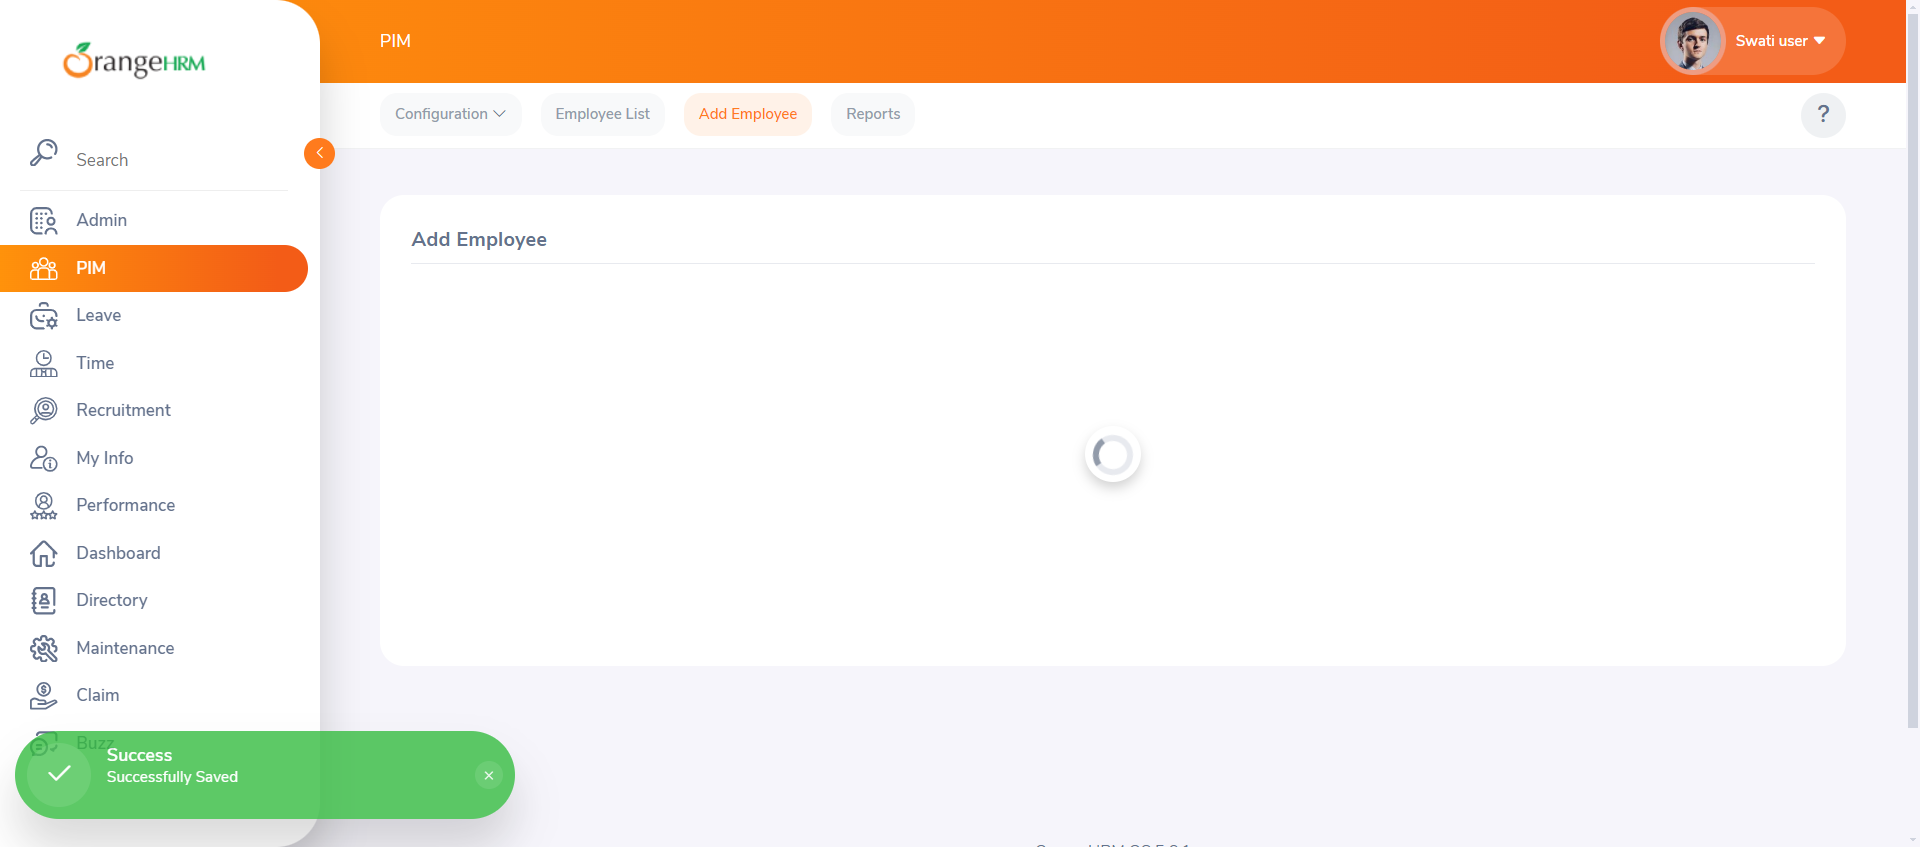 OrangeHRM
PIM
Swati user
Configuration
Employee List
Add Employee
Reports
?
Search
Admin
PIM
Leave
Time
Recruitment
My Info
Performance
Dashboard
Directory
Maintenance
Claim
Buzz
Add Employee
Success
Successfully Saved